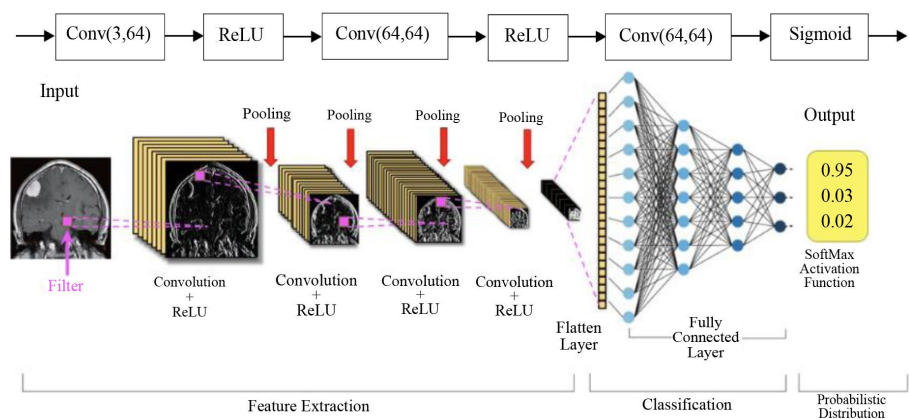 Conv(3,64) ReLU Conv(64,64) ReLU Conv(64,64) Sigmoid
Input
Pooling Pooling Pooling Pooling
Output
0.95
0.03
0.02
SoftMax
Activation
Function
Filter
Convolution
+
ReLU
Convolution
+
ReLU
Convolution
+
ReLU
Convolution
+
ReLU
Flatten
Layer
Fully
Connected
Layer
Feature Extraction
Classification
Probabilistic
Distribution